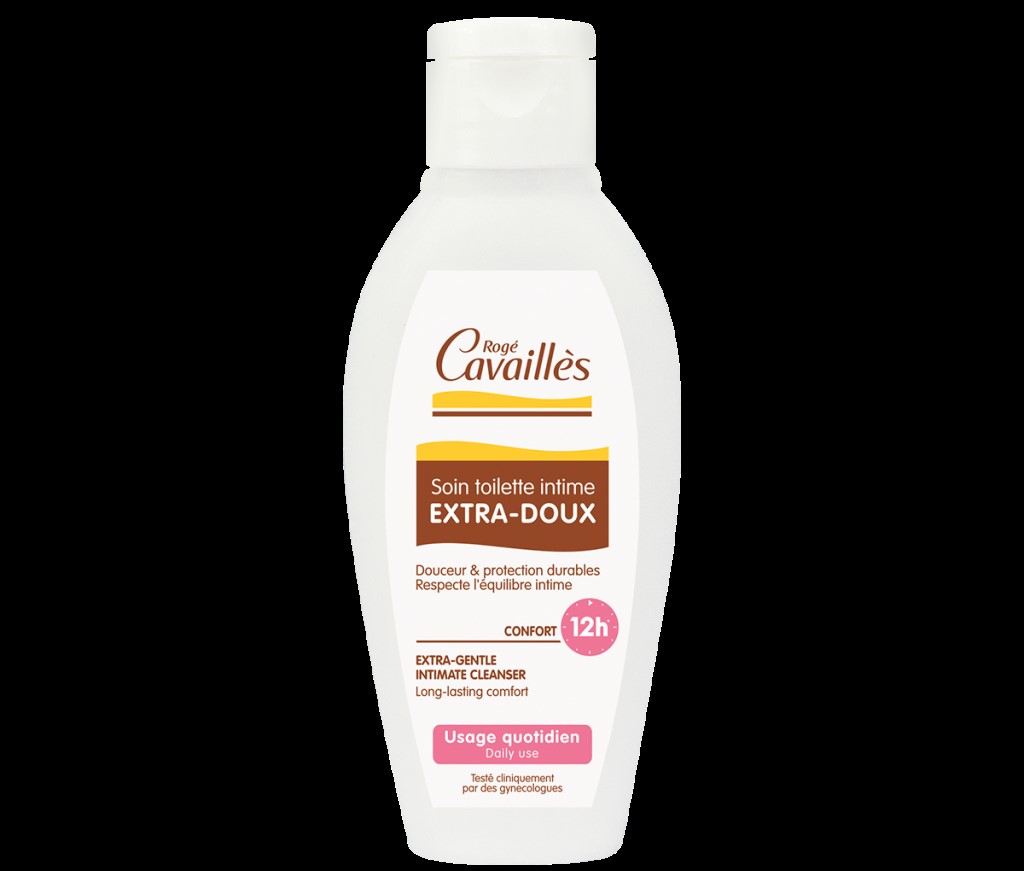 Rogé
Cavaillès
Soin toilette intime
EXTRA-DOUX
Douceur & protection durables
Respecte l'équilibre intime
CONFORT 12h
EXTRA-GENTLE
INTIMATE CLEANSER
Long-lasting comfort
Usage quotidien
Daily use
Testé cliniquement
par des gynecologues